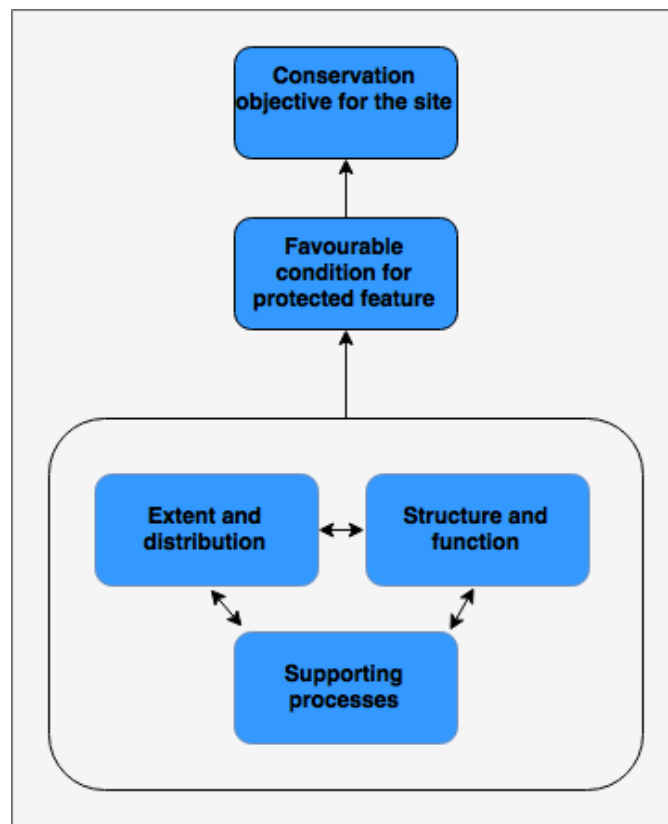 Conservation
objective for the site
Favourable
condition for
protected feature
Extent and
distribution
Structure and
function
Supporting
processes